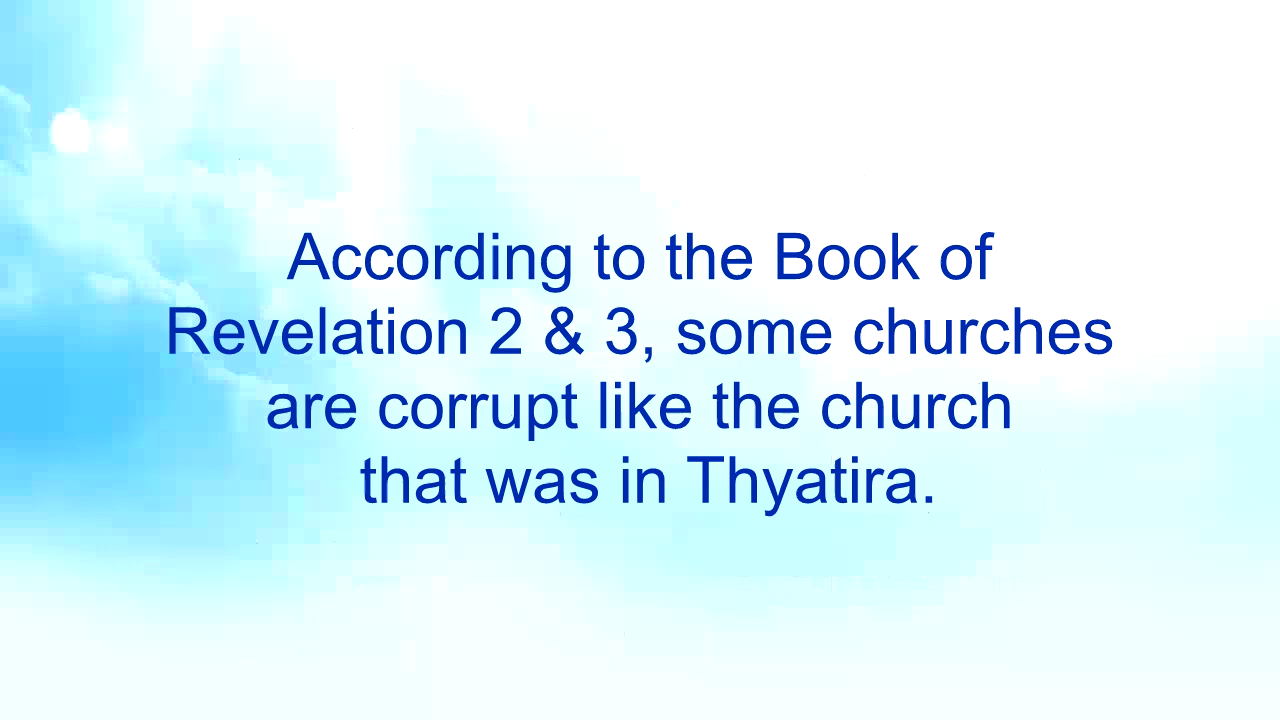 According to the Book of
Revelation 2 & 3, some churches
are corrupt like the church
that was in Thyatira.